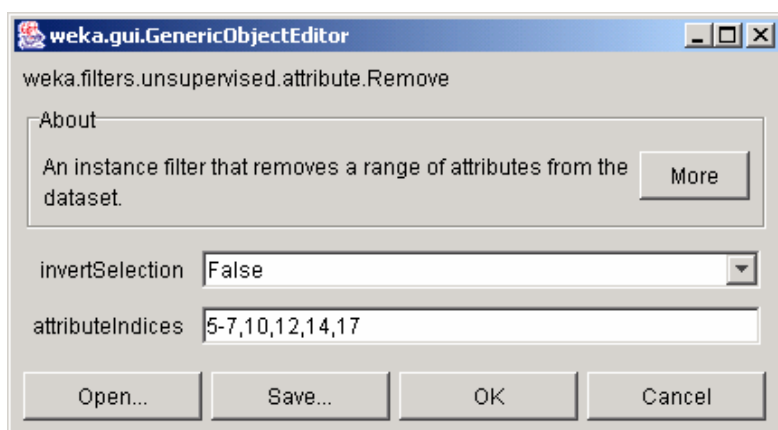 weka.gui.GenericObjectEditor
weka.filters.unsupervised.attribute.Remove
About
An instance filter that removes a range of attributes from the
dataset.
More
invertSelection False
attributeIndices 5-7,10,12,14,17
Open... Save... OK Cancel